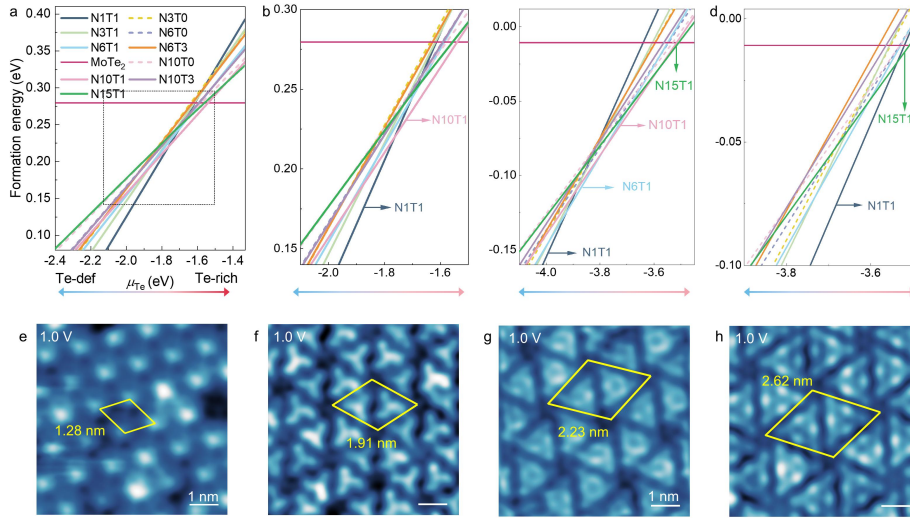 a
b
d
Formation energy (eV)
0.40
0.35
0.30
0.25
0.20
0.15
0.10
N1T1
N3T0
N3T1
N6T0
N6T1
N6T3
MoTe2
N10T0
N10T1
N10T3
N15T1
-2.4
-2.2
-2.0
-1.8
-1.6
-1.4
Te-def
μTe (eV)
Te-rich
0.30
0.25
0.20
0.15
N10T1
N1T1
-2.0
-1.8
-1.6
0.00
-0.05
-0.10
-0.15
N15T1
N10T1
N6T1
N1T1
-4.0
-3.8
-3.6
0.00
-0.05
-0.10
N15T1
N1T1
-3.8
-3.6
e
1.0 V
1.28 nm
1 nm
f
1.0 V
1.91 nm
g
1.0 V
2.23 nm
1 nm
h
1.0 V
2.62 nm